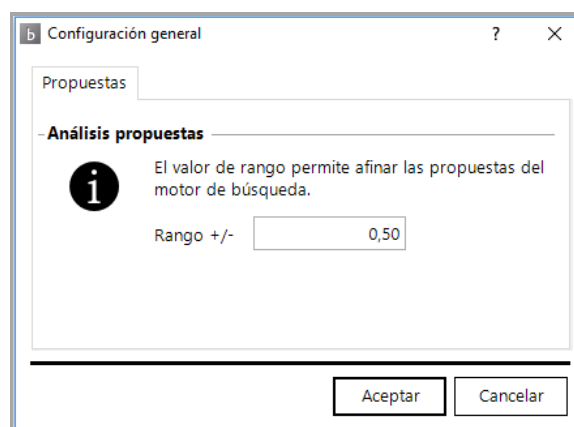 b Configuración general ? ×
Propuestas
Análisis propuestas
i El valor de rango permite afinar las propuestas del
motor de búsqueda.
Rango +/- 0,50
Aceptar Cancelar